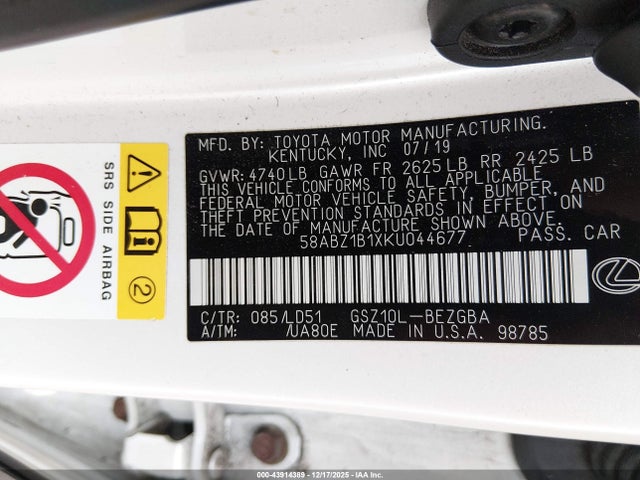 MFD. BY: TOYOTA MOTOR MANUFACTURING.
KENTUCKY, INC 07/19
GVWR: 4740LB GAWR FR 2625LB RR 2425 LB
THIS VEHICLE CONFORMS TO ALL APPLICABLE
FEDERAL MOTOR VEHICLE SAFETY, BUMPER, AND
THEFT PREVENTION STANDARDS IN EFFECT ON
THE DATE OF MANUFACTURE SHOWN ABOVE.
58ABZ1B1XKU044677 PASS. CAR
C/TR: 085/LD51 GSZ10L-BEZGBA
A/TM: /UA80E MADE IN U.S.A. 98785
SRS SIDE AIRBAG
2
000-43914389 • 12/17/2025 • IAA Inc.